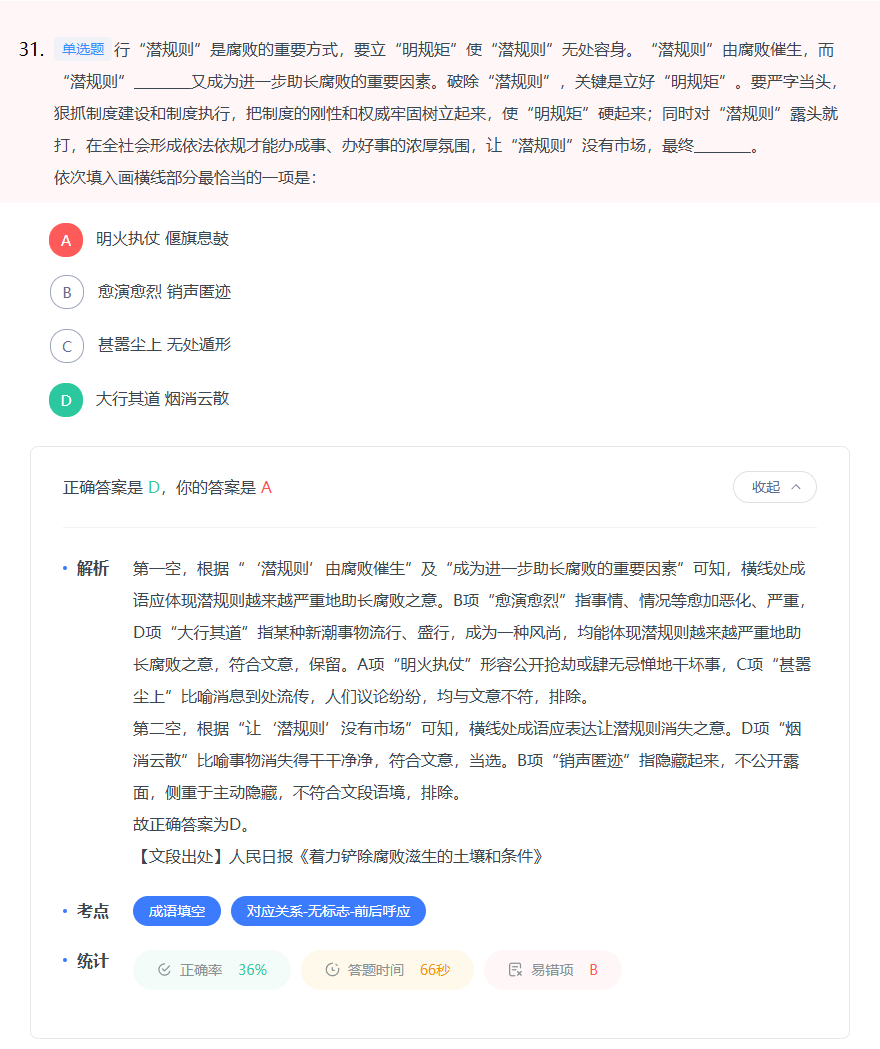 31. 单选题 行“潜规则”是腐败的重要方式，要立“明规矩”使“潜规则”无处容身。“潜规则”由腐败催生，而
“潜规则”________又成为进一步助长腐败的重要因素。破除“潜规则”，关键是立好“明规矩”。要严字当头，
狠抓制度建设和制度执行，把制度的刚性和权威牢固树立起来，使“明规矩”硬起来；同时对“潜规则”露头就
打，在全社会形成依法依规才能办成事、办好事的浓厚氛围，让“潜规则”没有市场，最终________。
依次填入画横线部分最恰当的一项是：
A 明火执仗 偃旗息鼓
B 愈演愈烈 销声匿迹
C 甚嚣尘上 无处遁形
D 大行其道 烟消云散
正确答案是 D，你的答案是 A 收起
解析 第一空，根据“‘潜规则’由腐败催生”及“成为进一步助长腐败的重要因素”可知，横线处成
语应体现潜规则越来越严重地助长腐败之意。B项“愈演愈烈”指事情、情况等愈加恶化、严重，
D项“大行其道”指某种新潮事物流行、盛行，成为一种风尚，均能体现潜规则越来越严重地助
长腐败之意，符合文意，保留。A项“明火执仗”形容公开抢劫或肆无忌惮地干坏事，C项“甚嚣
尘上”比喻消息到处流传，人们议论纷纷，均与文意不符，排除。
第二空，根据“让‘潜规则’没有市场”可知，横线处成语应表达让潜规则消失之意。D项“烟
消云散”比喻事物消失得干干净净，符合文意，当选。B项“销声匿迹”指隐藏起来，不公开露
面，侧重于主动隐藏，不符合文段语境，排除。
故正确答案为D。
【文段出处】人民日报《着力铲除腐败滋生的土壤和条件》
考点 成语填空 对应关系-无标志-前后呼应
统计 正确率 36% 答题时间 66秒 易错项 B